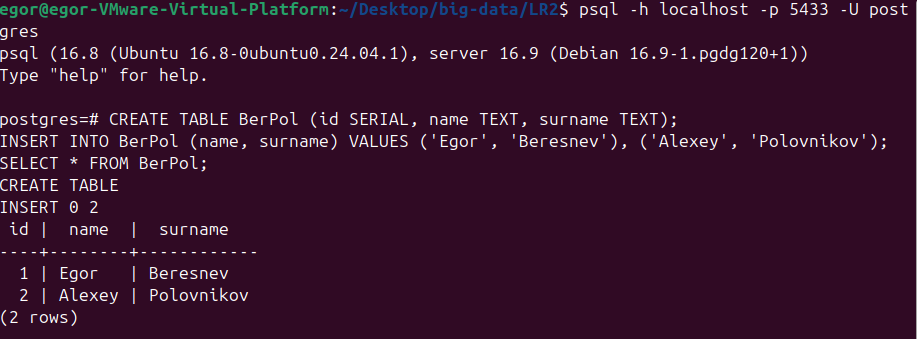 egor@egor-VMware-Virtual-Platform:~/Desktop/big-data/LR2$ psql -h localhost -p 5433 -U post
gres
psql (16.8 (Ubuntu 16.8-0ubuntu0.24.04.1), server 16.9 (Debian 16.9-1.pgdg120+1))
Type "help" for help.

postgres=# CREATE TABLE BerPol (id SERIAL, name TEXT, surname TEXT);
INSERT INTO BerPol (name, surname) VALUES ('Egor', 'Beresnev'), ('Alexey', 'Polovnikov');
SELECT * FROM BerPol;
CREATE TABLE
INSERT 0 2
 id |  name  |  surname
----+--------+------------
  1 | Egor   | Beresnev
  2 | Alexey | Polovnikov
(2 rows)